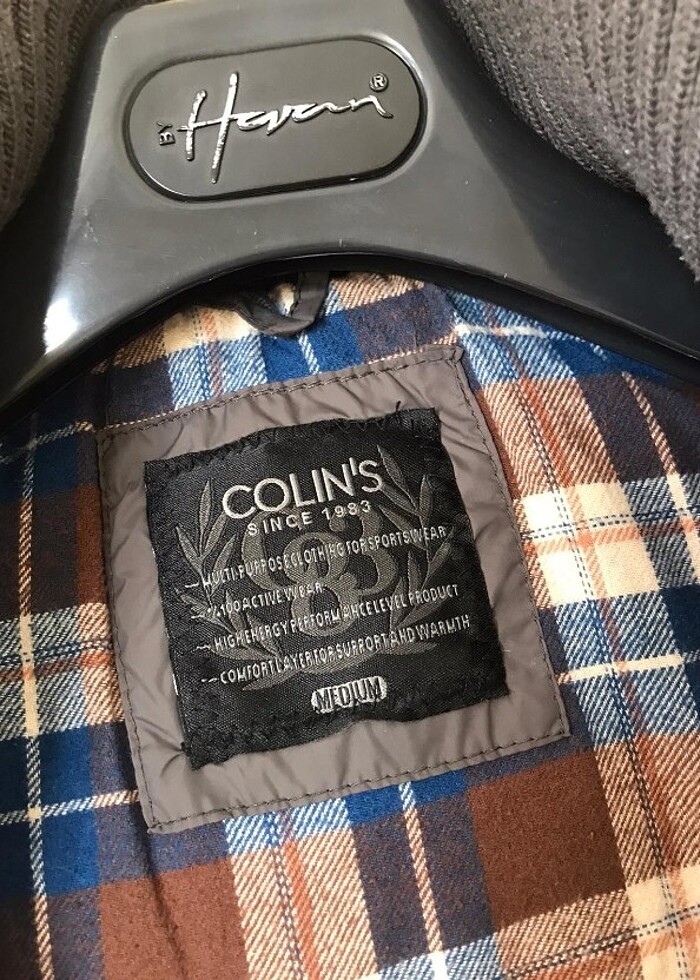 BY Havan ®
COLIN'S
SINCE 1983
83
— MULTI-PURPOSE CLOTHING FOR SPORTSWEAR
— %100 ACTIVE WEAR
— HIGH ENERGY PERFORMANCE LEVEL PRODUCT
— COMFORT LAYER FOR SUPPORT AND WARMTH
MEDIUM